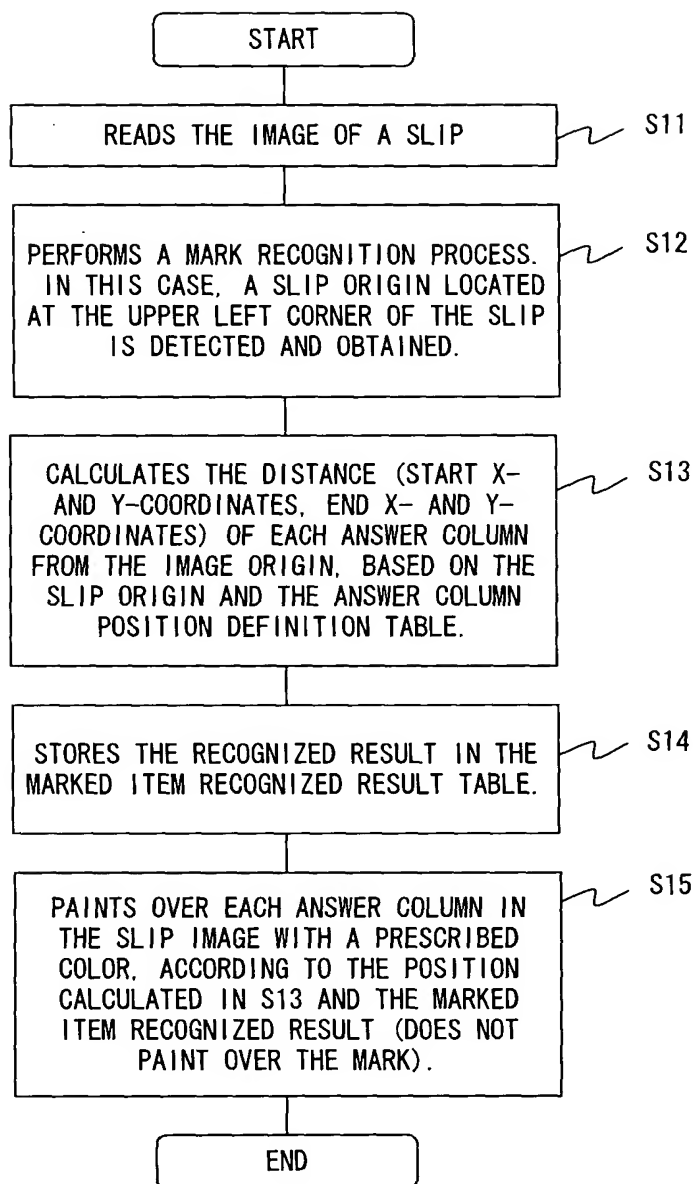 START
READS THE IMAGE OF A SLIP
S11
PERFORMS A MARK RECOGNITION PROCESS.
IN THIS CASE, A SLIP ORIGIN LOCATED
AT THE UPPER LEFT CORNER OF THE SLIP
IS DETECTED AND OBTAINED.
S12
CALCULATES THE DISTANCE (START X-
AND Y-COORDINATES, END X- AND Y-
COORDINATES) OF EACH ANSWER COLUMN
FROM THE IMAGE ORIGIN, BASED ON THE
SLIP ORIGIN AND THE ANSWER COLUMN
POSITION DEFINITION TABLE.
S13
STORES THE RECOGNIZED RESULT IN THE
MARKED ITEM RECOGNIZED RESULT TABLE.
S14
PAINTS OVER EACH ANSWER COLUMN IN
THE SLIP IMAGE WITH A PRESCRIBED
COLOR, ACCORDING TO THE POSITION
CALCULATED IN S13 AND THE MARKED
ITEM RECOGNIZED RESULT (DOES NOT
PAINT OVER THE MARK).
S15
END